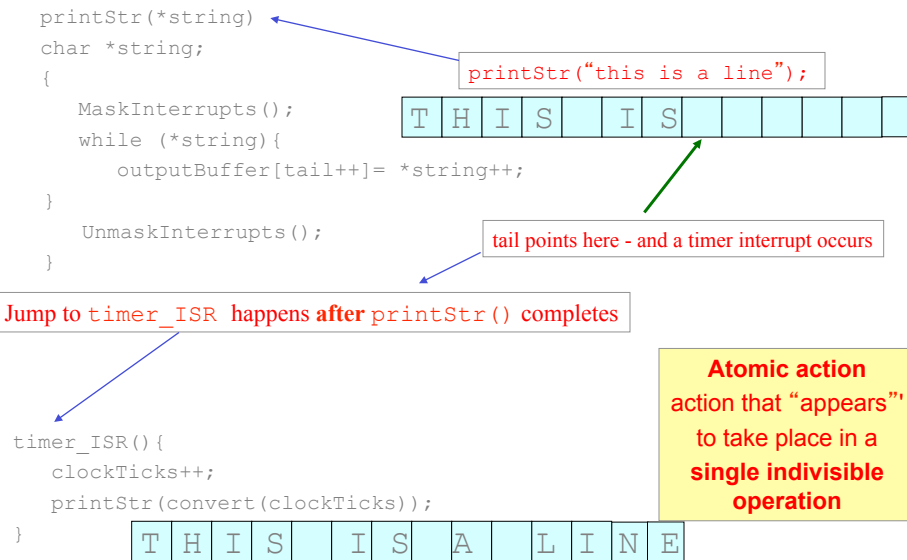 printStr(*string)
char *string;
{
printStr(“this is a line”);
MaskInterrupts();
T H I S   I S
while (*string){
outputBuffer[tail++]= *string++;
}
UnmaskInterrupts();
tail points here - and a timer interrupt occurs
}
Jump to timer_ISR happens after printStr() completes
Atomic action
action that “appears”'
to take place in a
single indivisible
operation
timer_ISR(){
clockTicks++;
printStr(convert(clockTicks));
}
T H I S   I S   A   L I N E